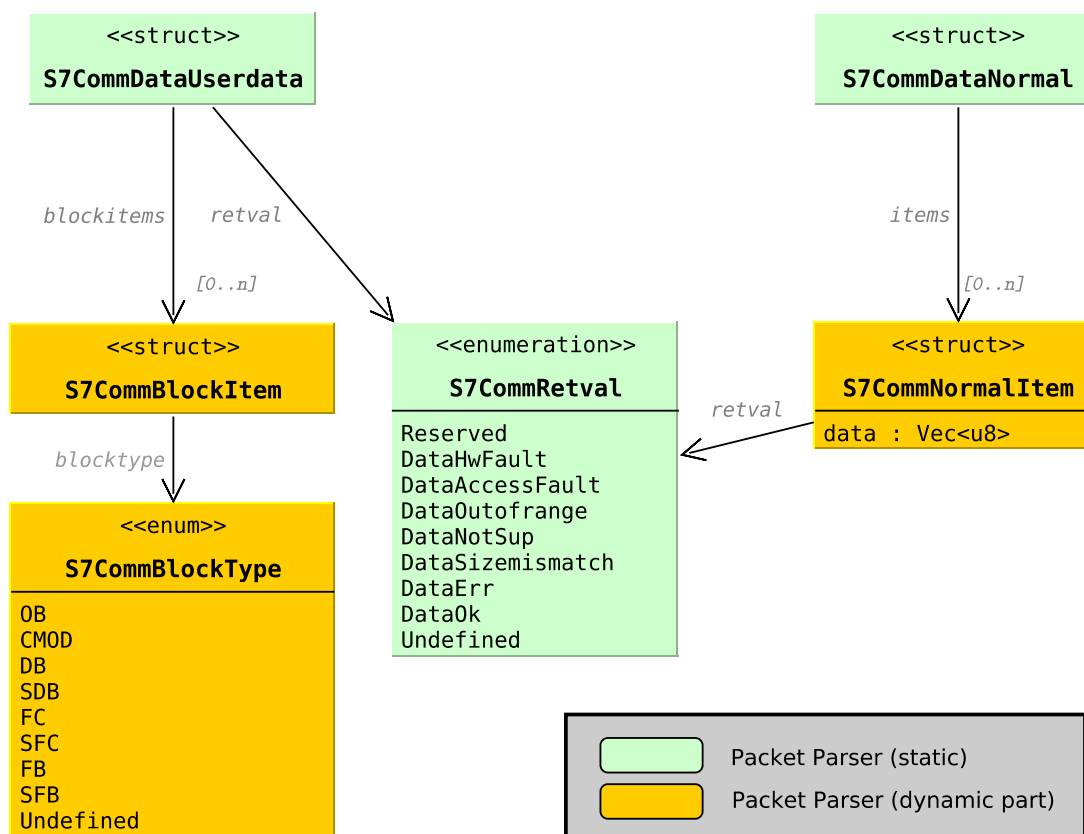 <<struct>>
S7CommDataUserdata
<<struct>>
S7CommDataNormal
blockitems
retval
items
[0..n]
[0..n]
<<struct>>
S7CommBlockItem
<<enumeration>>
S7CommRetval
Reserved
DataHwFault
DataAccessFault
DataOutofrange
DataNotSup
DataSizemismatch
DataErr
DataOk
Undefined
<<struct>>
S7CommNormalItem
data : Vec<u8>
retval
blocktype
<<enum>>
S7CommBlockType
OB
CMOD
DB
SDB
FC
SFC
FB
SFB
Undefined
Packet Parser (static)
Packet Parser (dynamic part)